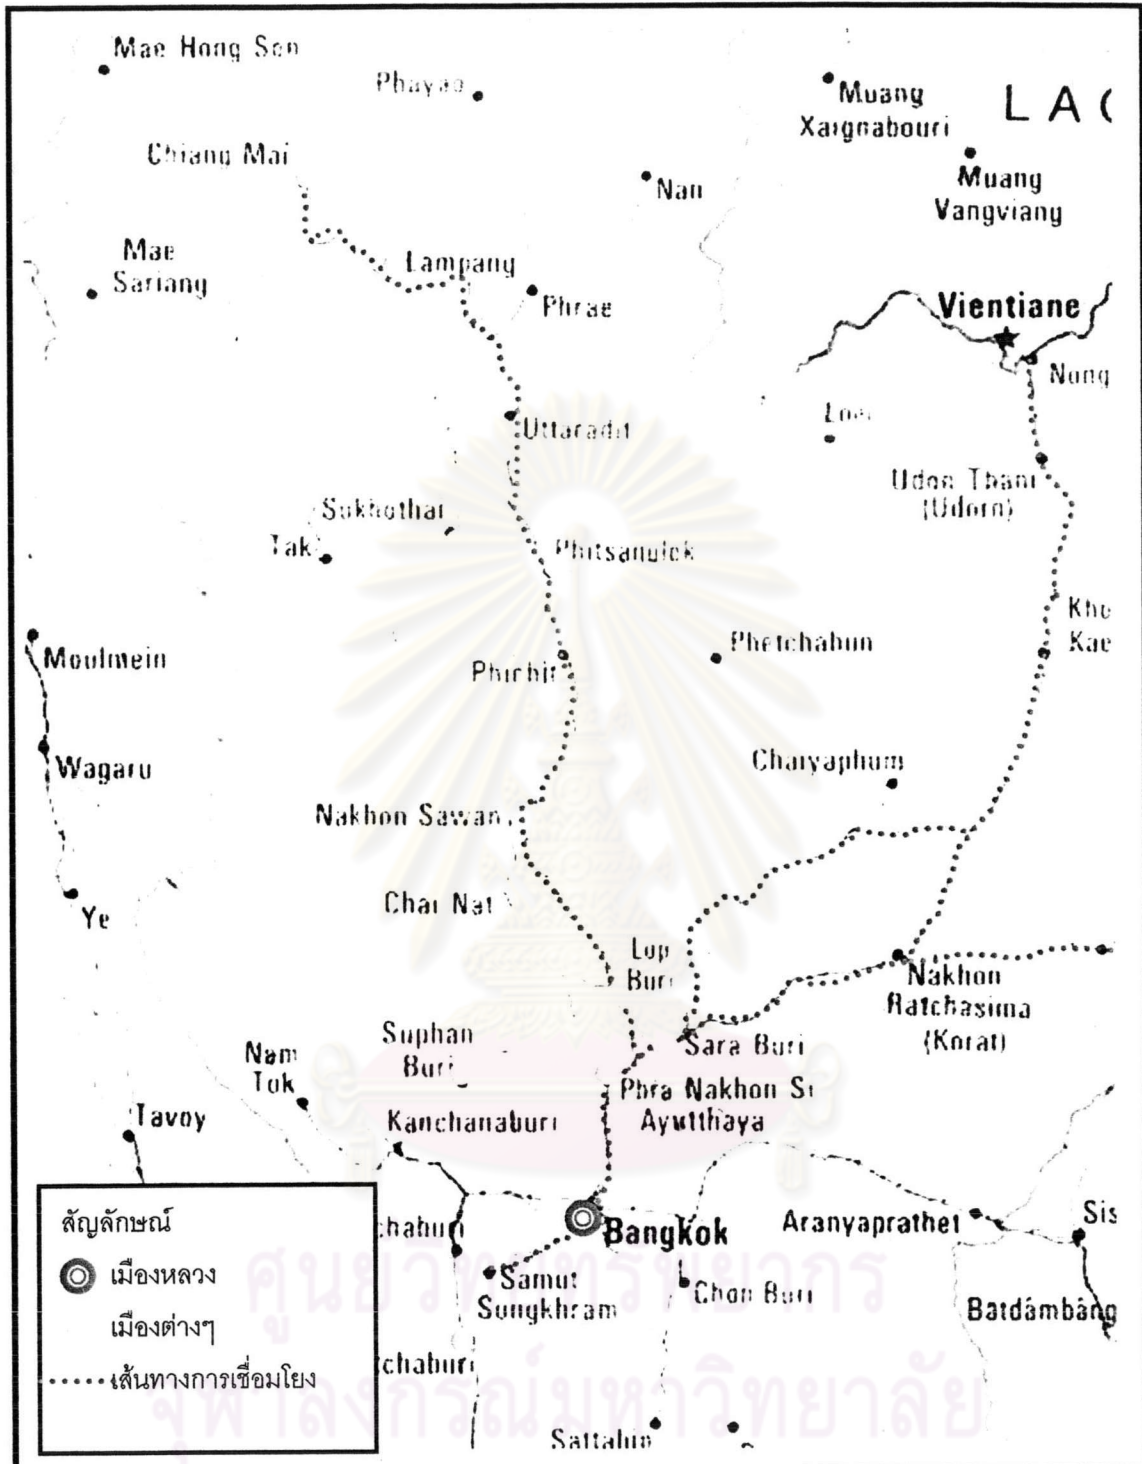 Mae Hong Son
Phayao
Muang
Xaignabouri
LAO
Chiang Mai
Nan
Muang
Vangviang
Mae
Sariang
Lampang
Phrae
Vientiane
Nong
Loei
Uttaradit
Udon Thani
(Udorn)
Sukhothai
Tak
Phitsanulok
Kho
Kae
Moulmein
Phichit
Phetchabun
Wagaru
Chaiyaphum
Nakhon Sawan
Ye
Chai Nat
Lop
Buri
Nakhon
Ratchasima
(Korat)
Suphan
Buri
Sara Buri
Nam
Tok
Phra Nakhon Si
Ayutthaya
Tavoy
Kanchanaburi
สัญลักษณ์
เมืองหลวง
เมืองต่างๆ
เส้นทางการเชื่อมโยง
chaburi
Bangkok
Aranyaprathet
Sis
Samut
Songkhram
Chon Buri
Batdâmbâng
chaburi
Sattahip
ศูนย์วิทยทรัพยากร
จุฬาลงกรณ์มหาวิทยาลัย